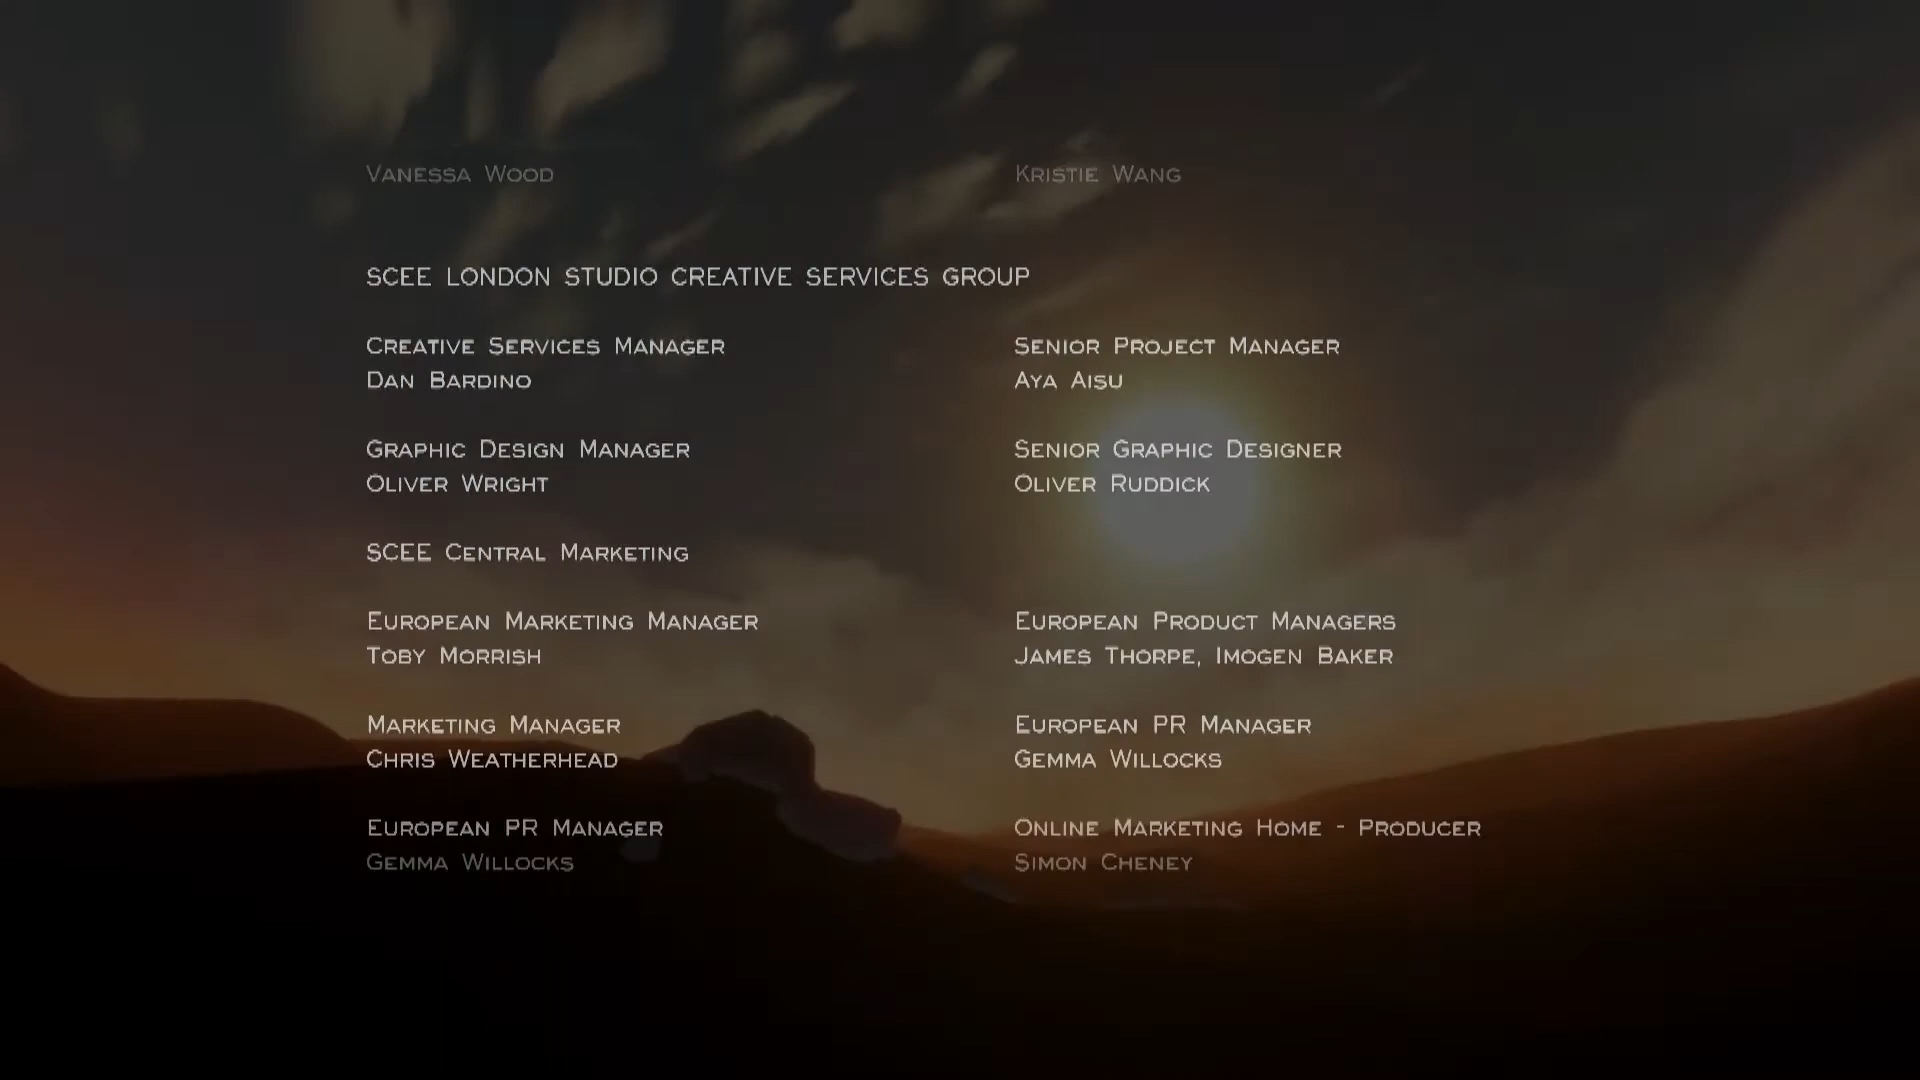 Vanessa Wood
Kristie Wang
SCEE LONDON STUDIO CREATIVE SERVICES GROUP
Creative Services Manager
Dan Bardino
Senior Project Manager
Aya Aisu
Graphic Design Manager
Oliver Wright
Senior Graphic Designer
Oliver Ruddick
SCEE Central Marketing
European Marketing Manager
Toby Morrish
European Product Managers
James Thorpe, Imogen Baker
Marketing Manager
Chris Weatherhead
European PR Manager
Gemma Willocks
European PR Manager
Gemma Willocks
Online Marketing Home - Producer
Simon Cheney